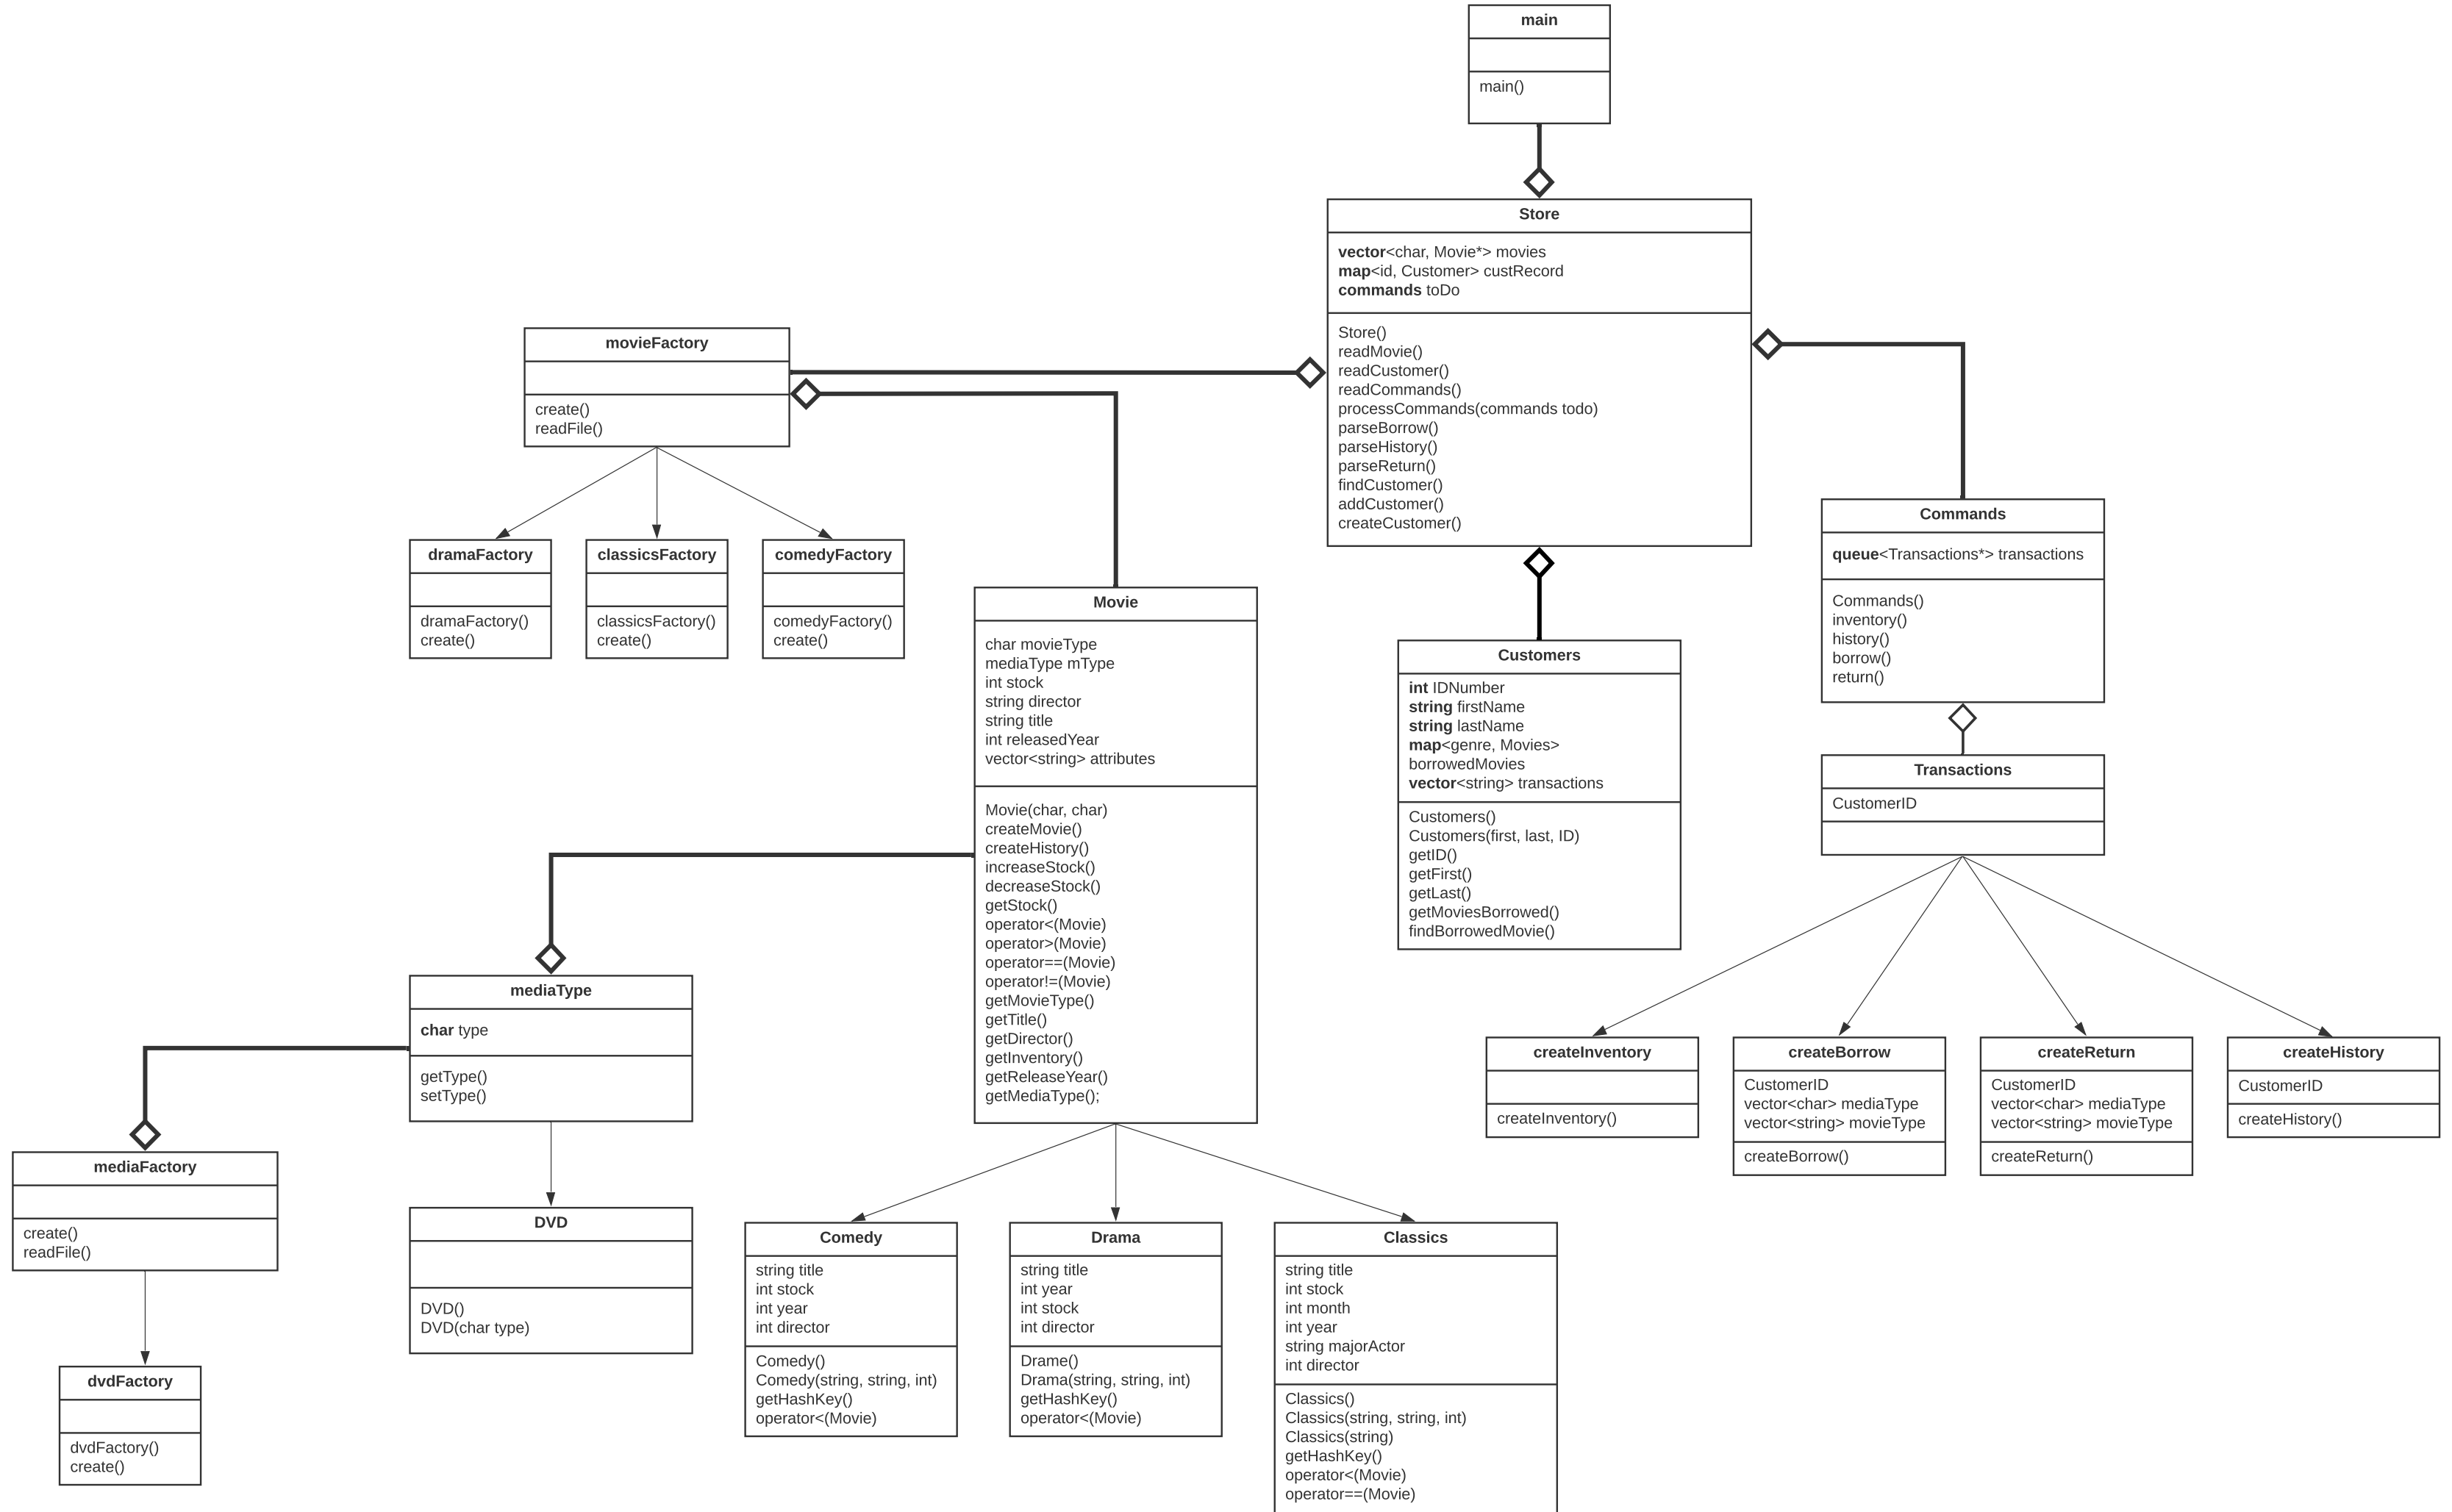 main
main()
Store
vector<char, Movie*> movies
map<id, Customer> custRecord
commands toDo
Store()
readMovie()
readCustomer()
readCommands()
processCommands(commands todo)
parseBorrow()
parseHistory()
parseReturn()
findCustomer()
addCustomer()
createCustomer()
movieFactory
create()
readFile()
dramaFactory
dramaFactory()
create()
classicsFactory
classicsFactory()
create()
comedyFactory
comedyFactory()
create()
Movie
char movieType
mediaType mType
int stock
string director
string title
int releasedYear
vector<string> attributes
Movie(char, char)
createMovie()
createHistory()
increaseStock()
decreaseStock()
getStock()
operator<(Movie)
operator>(Movie)
operator==(Movie)
operator!=(Movie)
getMovieType()
getTitle()
getDirector()
getInventory()
getReleaseYear()
getMediaType();
Customers
int IDNumber
string firstName
string lastName
map<genre, Movies>
borrowedMovies
vector<string> transactions
Customers()
Customers(first, last, ID)
getID()
getFirst()
getLast()
getMoviesBorrowed()
findBorrowedMovie()
Commands
queue<Transactions*> transactions
Commands()
inventory()
history()
borrow()
return()
Transactions
CustomerID
createInventory
createInventory()
createBorrow
CustomerID
vector<char> mediaType
vector<string> movieType
createBorrow()
createReturn
CustomerID
vector<char> mediaType
vector<string> movieType
createReturn()
createHistory
CustomerID
createHistory()
mediaType
char type
getType()
setType()
mediaFactory
create()
readFile()
DVD
DVD()
DVD(char type)
dvdFactory
dvdFactory()
create()
Comedy
string title
int stock
int year
int director
Comedy()
Comedy(string, string, int)
getHashKey()
operator<(Movie)
Drama
string title
int year
int stock
int director
Drame()
Drama(string, string, int)
getHashKey()
operator<(Movie)
Classics
string title
int stock
int month
int year
string majorActor
int director
Classics()
Classics(string, string, int)
Classics(string)
getHashKey()
operator<(Movie)
operator==(Movie)